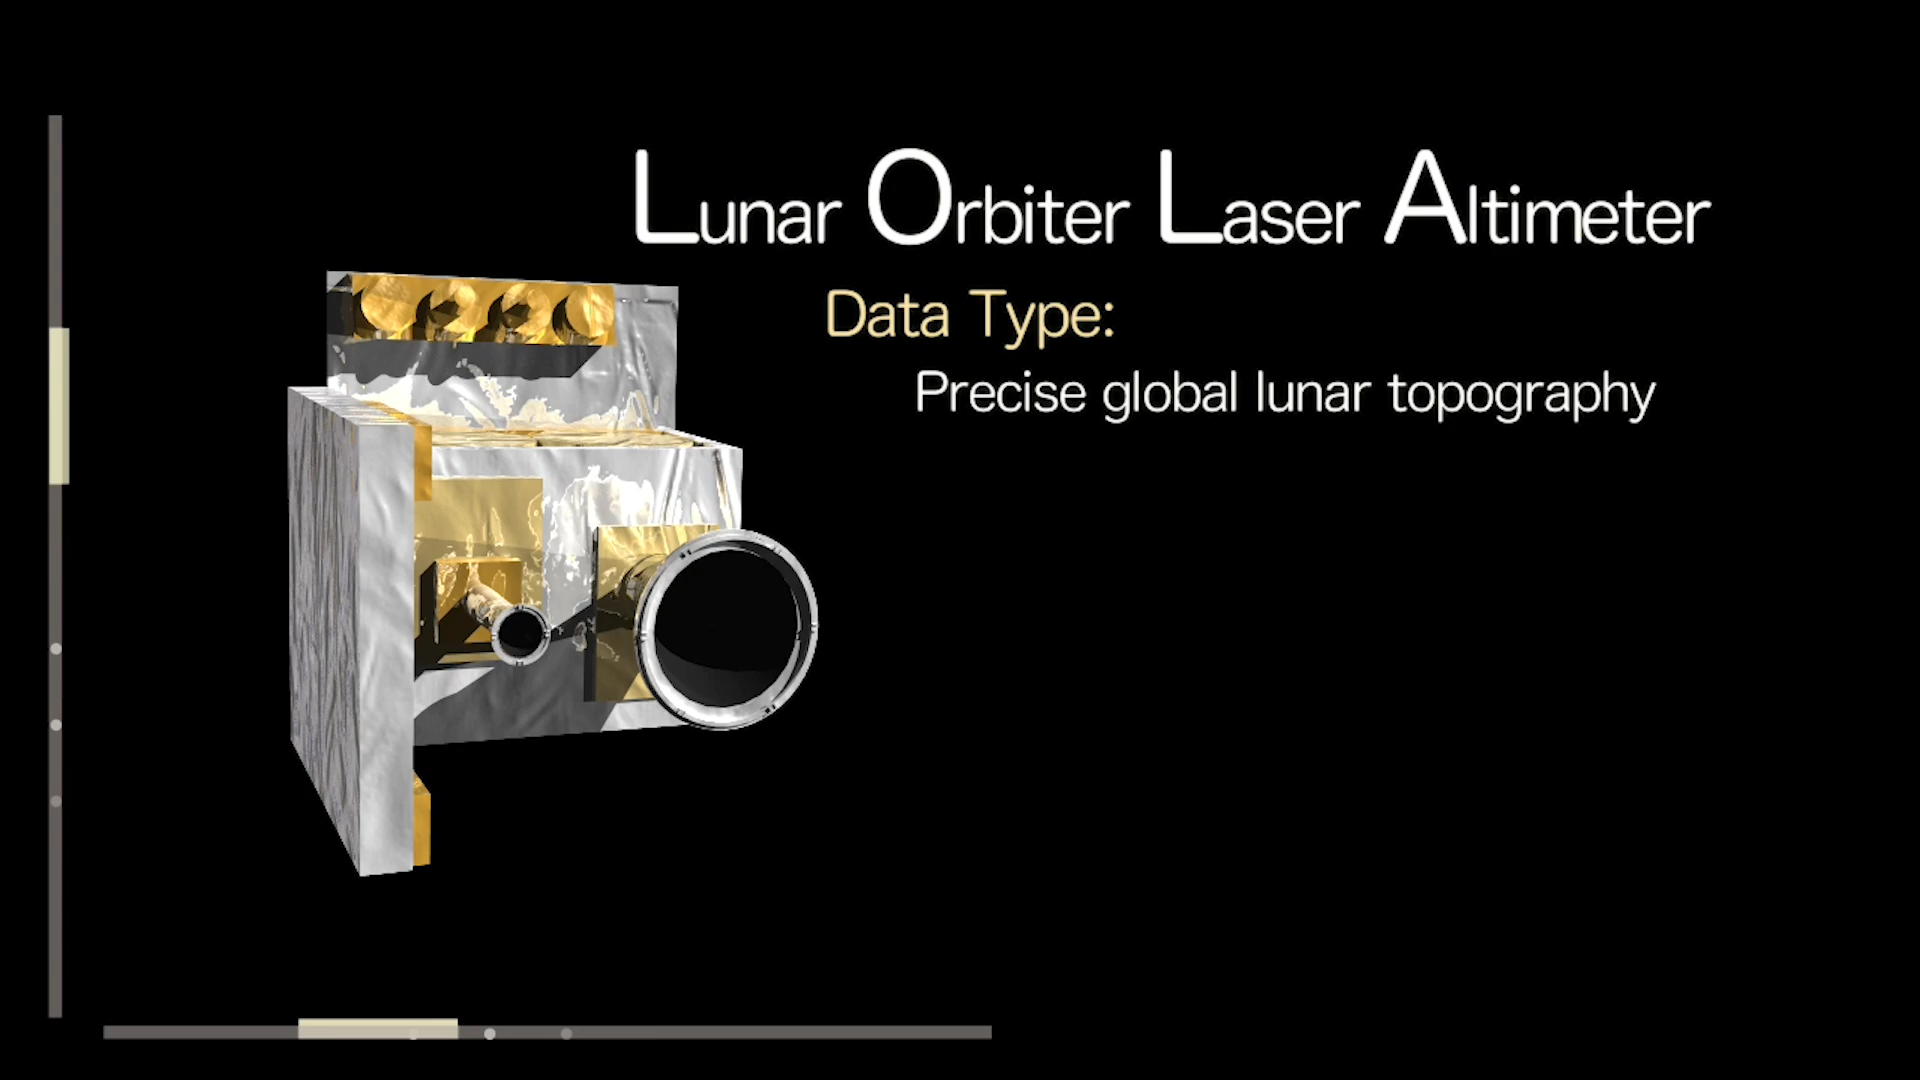 Lunar Orbiter Laser Altimeter
Data Type:
Precise global lunar topography